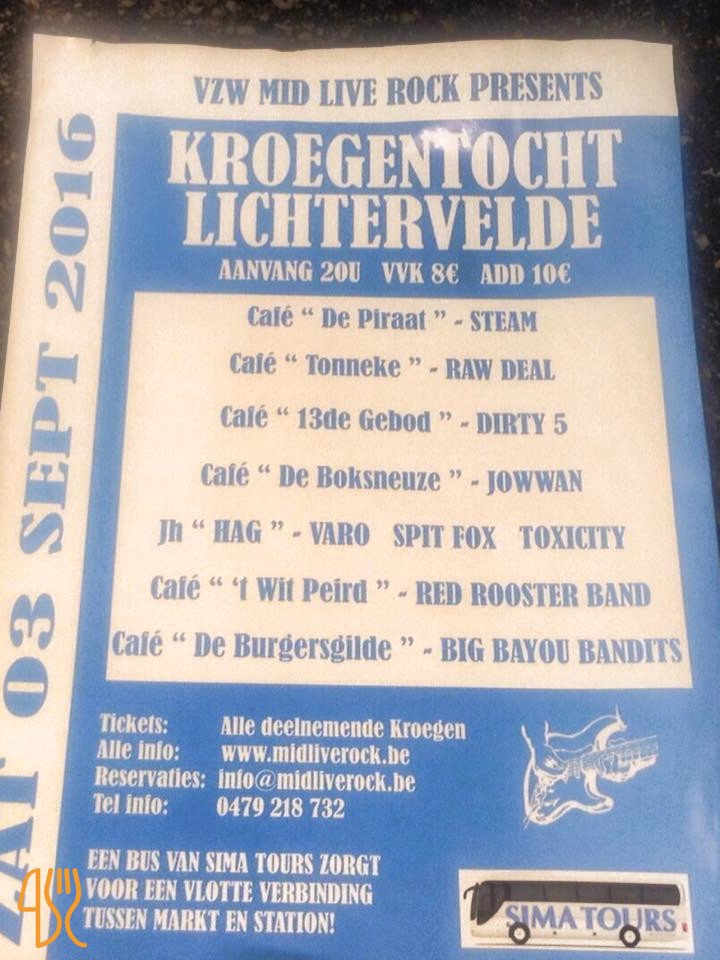 VZW MID LIVE ROCK PRESENTS
KROEGENTOCHT
LICHTERVELDE
AANVANG 20U VVK 8€ ADD 10€
ZAT 03 SEPT 2016
Café “ De Piraat ” - STEAM
Café “ Tonneke ” - RAW DEAL
Café “ 13de Gebod ” - DIRTY 5
Café “ De Boksneuze ” - JOWWAN
Jh “ HAG ” - VARO SPIT FOX TOXICITY
Café “ ‘t Wit Peird ” - RED ROOSTER BAND
Café “ De Burgersgilde ” - BIG BAYOU BANDITS
Tickets: Alle deelnemende Kroegen
Alle info: www.midliverock.be
Reservaties: info@midliverock.be
Tel info: 0479 218 732
EEN BUS VAN SIMA TOURS ZORGT
VOOR EEN VLOTTE VERBINDING
TUSSEN MARKT EN STATION!
SIMA TOURS